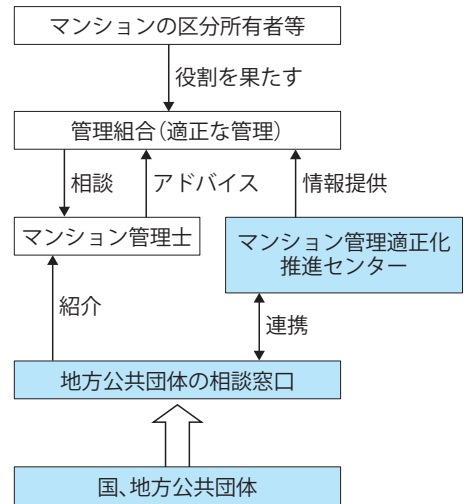 マンションの区分所有者等
役割を果たす
管理組合（適正な管理）
相談
アドバイス
情報提供
マンション管理士
マンション管理適正化
推進センター
紹介
連携
地方公共団体の相談窓口
国、地方公共団体